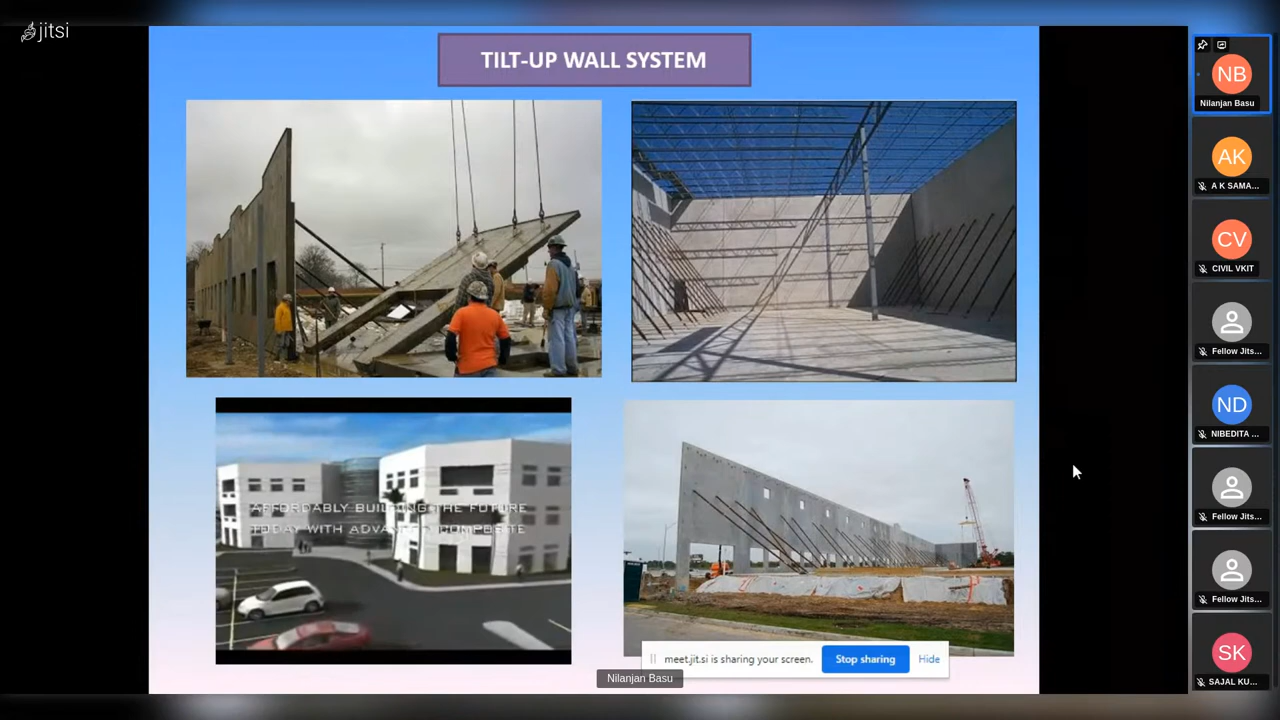 jitsi
TILT-UP WALL SYSTEM
AFFORDABLY BUILDING THE FUTURE
TODAY WITH ADVANCED COMPOSITE
meet.jit.si is sharing your screen.
Stop sharing
Hide
Nilanjan Basu
NB
Nilanjan Basu
AK
A K SAMA...
CV
CIVIL VKIT
Fellow Jits...
ND
NIBEDITA ...
Fellow Jits...
Fellow Jits...
SK
SAJAL KU...